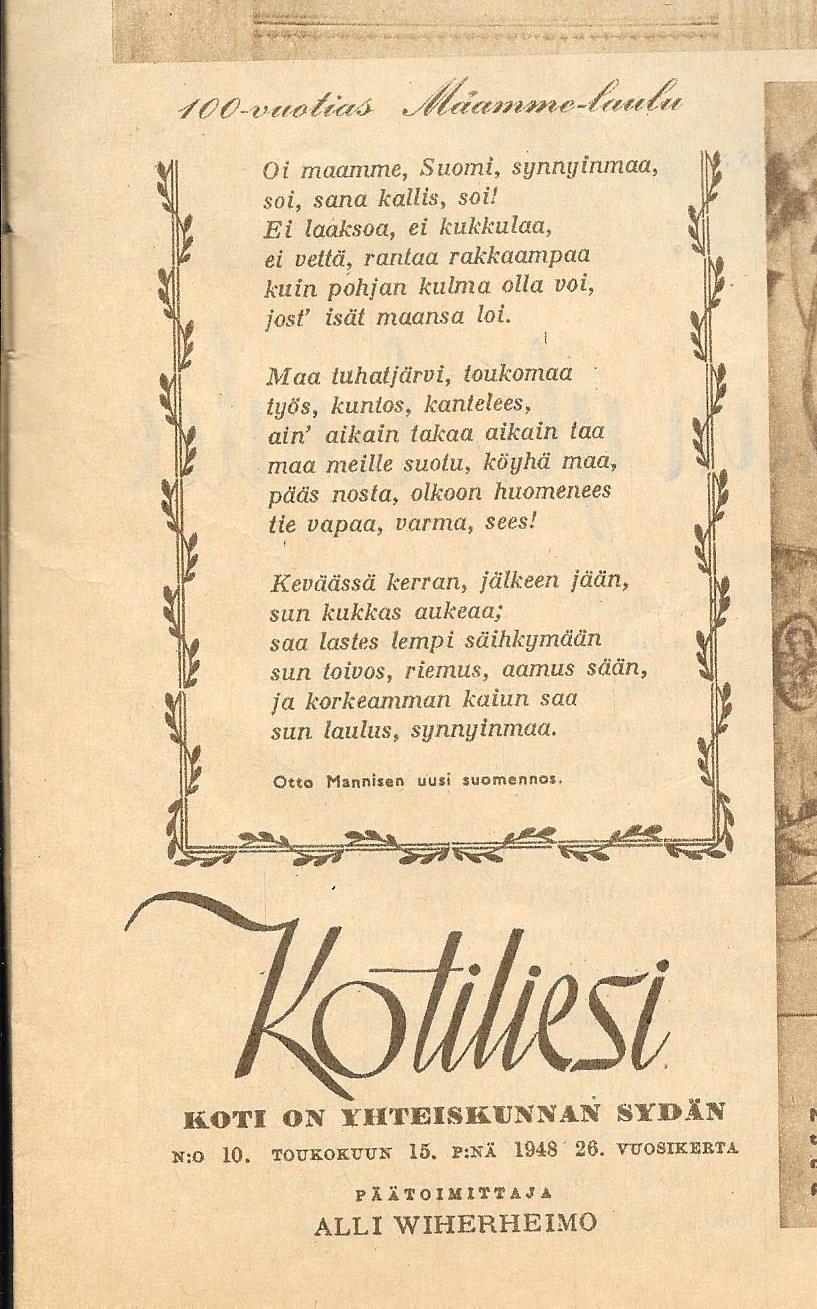 100-vuotias Maamme-laulu
Oi maamme, Suomi, synnyinmaa,
soi, sana kallis, soi!
Ei laaksoa, ei kukkulaa,
ei vettä, rantaa rakkaampaa
kuin pohjan kulma olla voi,
jost' isät maansa loi.
Maa tuhatjärvi, toukomaa
työs, kuntos, kantelees,
ain' aikain takaa aikain taa
maa meille suotu, köyhä maa,
pääs nosta, olkoon huomenees
tie vapaa, varma, sees!
Keväässä kerran, jälkeen jään,
sun kukkas aukeaa;
saa lastes lempi säihkymään
sun toivos, riemus, aamus sään,
ja korkeamman kaiun saa
sun laulus, synnyinmaa.
Otto Mannisen uusi suomennos.
Kotiliesi
KOTI ON YHTEISKUNNAN SYDÄN
N:O 10. TOUKOKUUN 15. P:NÄ 1948 26. VUOSIKERTA
PÄÄTOIMITTAJA
ALLI WIHERHEIMO